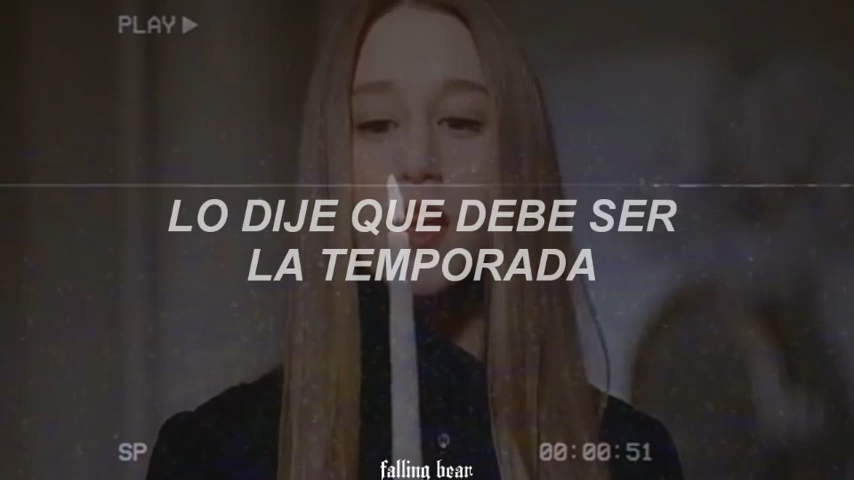 PLAY
LO DIJE QUE DEBE SER
LA TEMPORADA
SP
00:00:51
falling bear